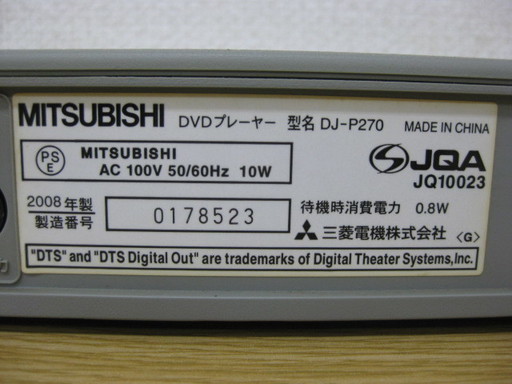 MITSUBISHI DVDプレーヤー 型名 DJ-P270 MADE IN CHINA
PS E MITSUBISHI
AC 100V 50/60Hz 10W
JQA
JQ10023
2008年製
製造番号 0178523
待機時消費電力 0.8W
三菱電機株式会社 〈G〉
"DTS" and "DTS Digital Out" are trademarks of Digital Theater Systems,Inc.